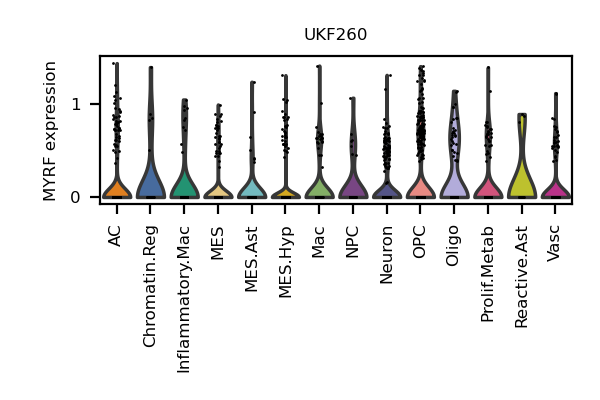 UKF260
MYRF expression
1
0
AC
Chromatin.Reg
Inflammatory.Mac
MES
MES.Ast
MES.Hyp
Mac
NPC
Neuron
OPC
Oligo
Prolif.Metab
Reactive.Ast
Vasc